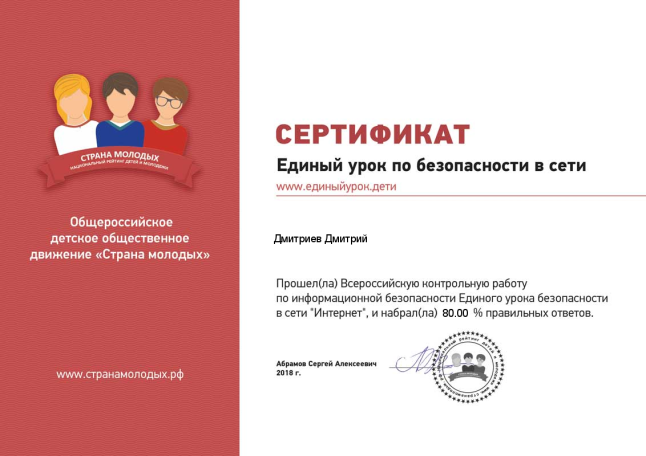 СТРАНА МОЛОДЫХ
НАЦИОНАЛЬНЫЙ РЕЙТИНГ ДЕТЕЙ И МОЛОДЕЖИ
Общероссийское
детское общественное
движение «Страна молодых»
www.странамолодых.рф
СЕРТИФИКАТ
Единый урок по безопасности в сети
www.единыйурок.дети
Дмитриев Дмитрий
Прошел(ла) Всероссийскую контрольную работу
по информационной безопасности Единого урока безопасности
в сети "Интернет", и набрал(ла) 80.00 % правильных ответов.
Абрамов Сергей Алексеевич
2018 г.